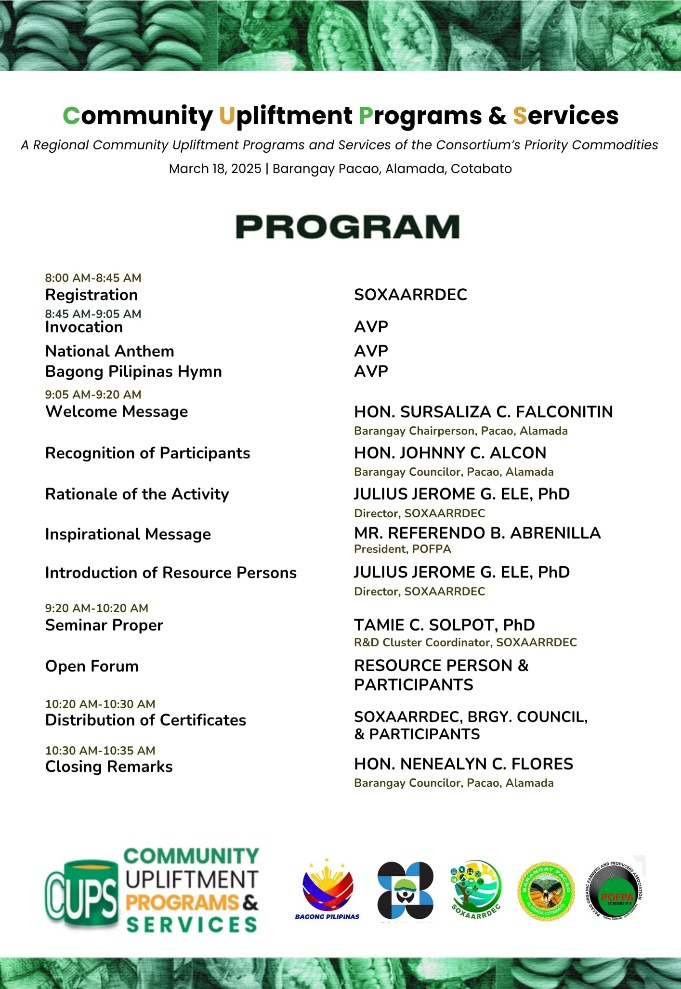 Community Upliftment Programs & Services
A Regional Community Upliftment Programs and Services of the Consortium's Priority Commodities
March 18, 2025 | Barangay Pacao, Alamada, Cotabato
PROGRAM
8:00 AM-8:45 AM
Registration SOXAARRDEC
8:45 AM-9:05 AM
Invocation AVP
National Anthem AVP
Bagong Pilipinas Hymn AVP
9:05 AM-9:20 AM
Welcome Message HON. SURSALIZA C. FALCONITIN
Barangay Chairperson, Pacao, Alamada
Recognition of Participants HON. JOHNNY C. ALCON
Barangay Councilor, Pacao, Alamada
Rationale of the Activity JULIUS JEROME G. ELE, PhD
Director, SOXAARRDEC
Inspirational Message MR. REFERENDO B. ABRENILLA
President, POFPA
Introduction of Resource Persons JULIUS JEROME G. ELE, PhD
Director, SOXAARRDEC
9:20 AM-10:20 AM
Seminar Proper TAMIE C. SOLPOT, PhD
R&D Cluster Coordinator, SOXAARRDEC
Open Forum RESOURCE PERSON &
PARTICIPANTS
10:20 AM-10:30 AM
Distribution of Certificates SOXAARRDEC, BRGY. COUNCIL,
& PARTICIPANTS
10:30 AM-10:35 AM
Closing Remarks HON. NENEALYN C. FLORES
Barangay Councilor, Pacao, Alamada
CUPS
COMMUNITY
UPLIFTMENT
PROGRAMS &
SERVICES
BAGONG PILIPINAS
SOXAARRDEC
BARANGAY PACAO
POFPA